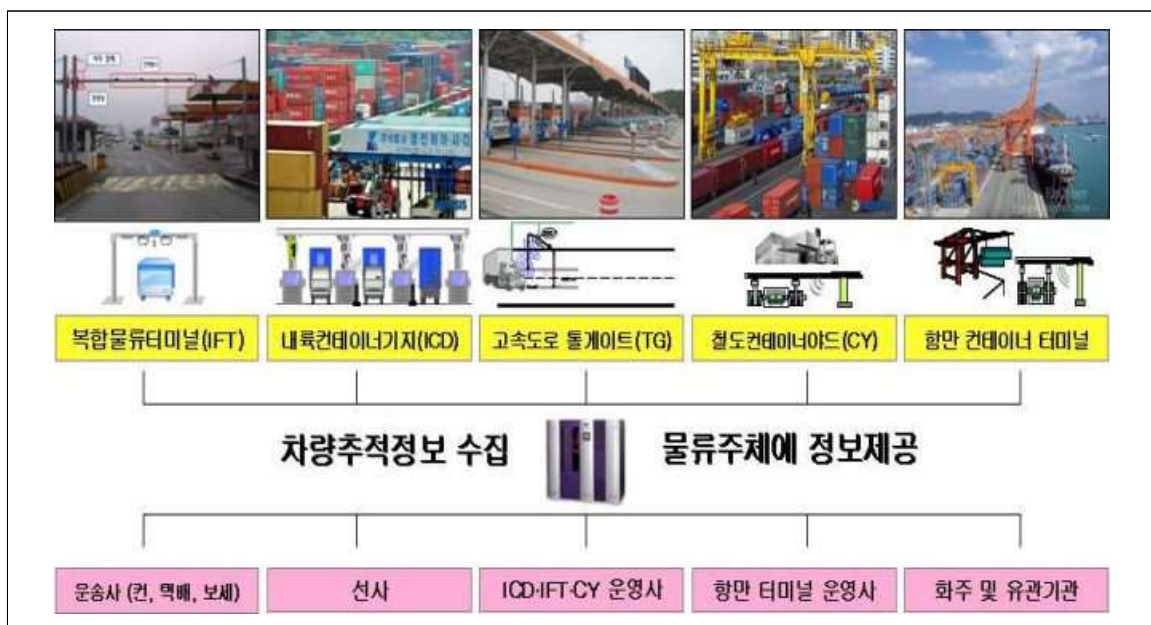 복합물류터미널(IFT)
내륙컨테이너기지(ICD)
고속도로 톨게이트(TG)
철도컨테이너야드(CY)
항만 컨테이너 터미널
차량추적정보 수집
물류주체에 정보제공
운송사 (컨, 택배, 보세)
선사
ICD·IFT·CY 운영사
항만 터미널 운영사
화주 및 유관기관